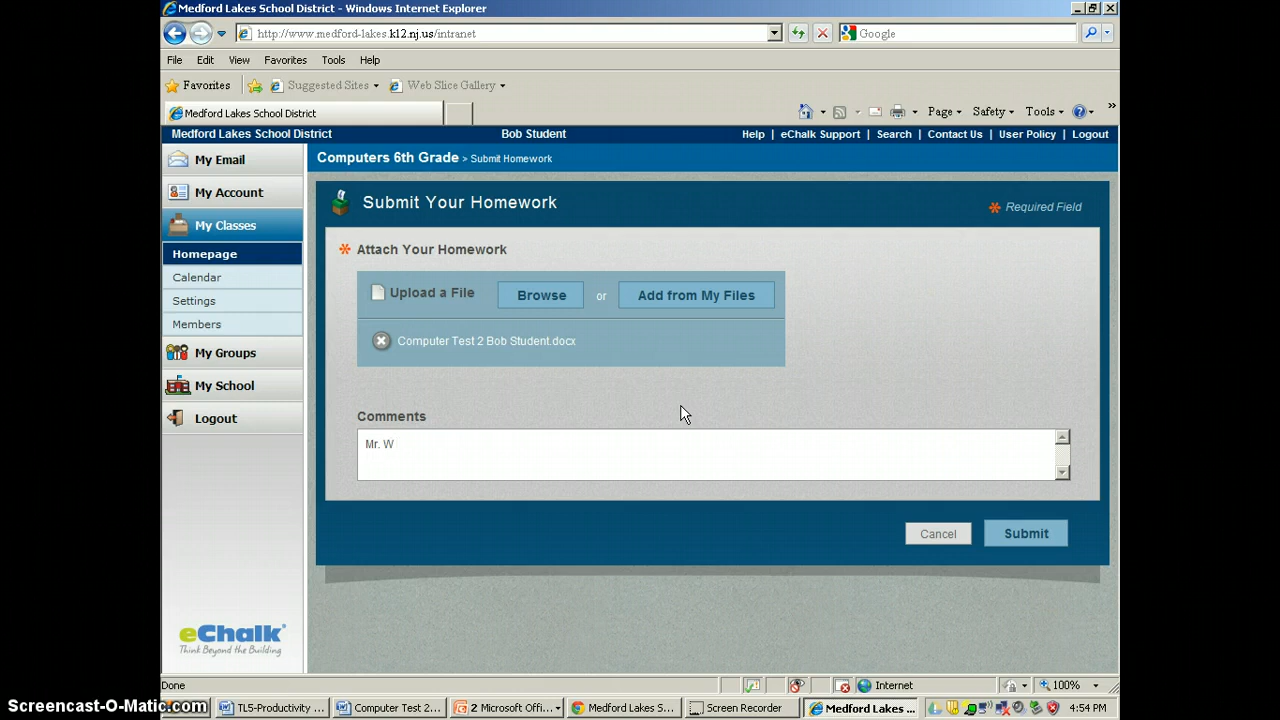 Medford Lakes School District - Windows Internet Explorer
http://www.medford-lakes.k12.nj.us/intranet
Google
File Edit View Favorites Tools Help
Favorites Suggested Sites Web Slice Gallery
Medford Lakes School District Page Safety Tools »
Medford Lakes School District Bob Student Help | eChalk Support | Search | Contact Us | User Policy | Logout
My Email
My Account
My Classes
Homepage
Calendar
Settings
Members
My Groups
My School
Logout
Computers 6th Grade > Submit Homework
Submit Your Homework
* Required Field
* Attach Your Homework
Upload a File Browse or Add from My Files
Computer Test 2 Bob Student.docx
Comments
Mr. W
Cancel Submit
eChalk
Think Beyond the Building
Done Internet 100%
Screencast-O-Matic.com TL5-Productivity ... Computer Test 2... 2 Microsoft Offi... Medford Lakes S... Screen Recorder Medford Lakes ... 4:54 PM